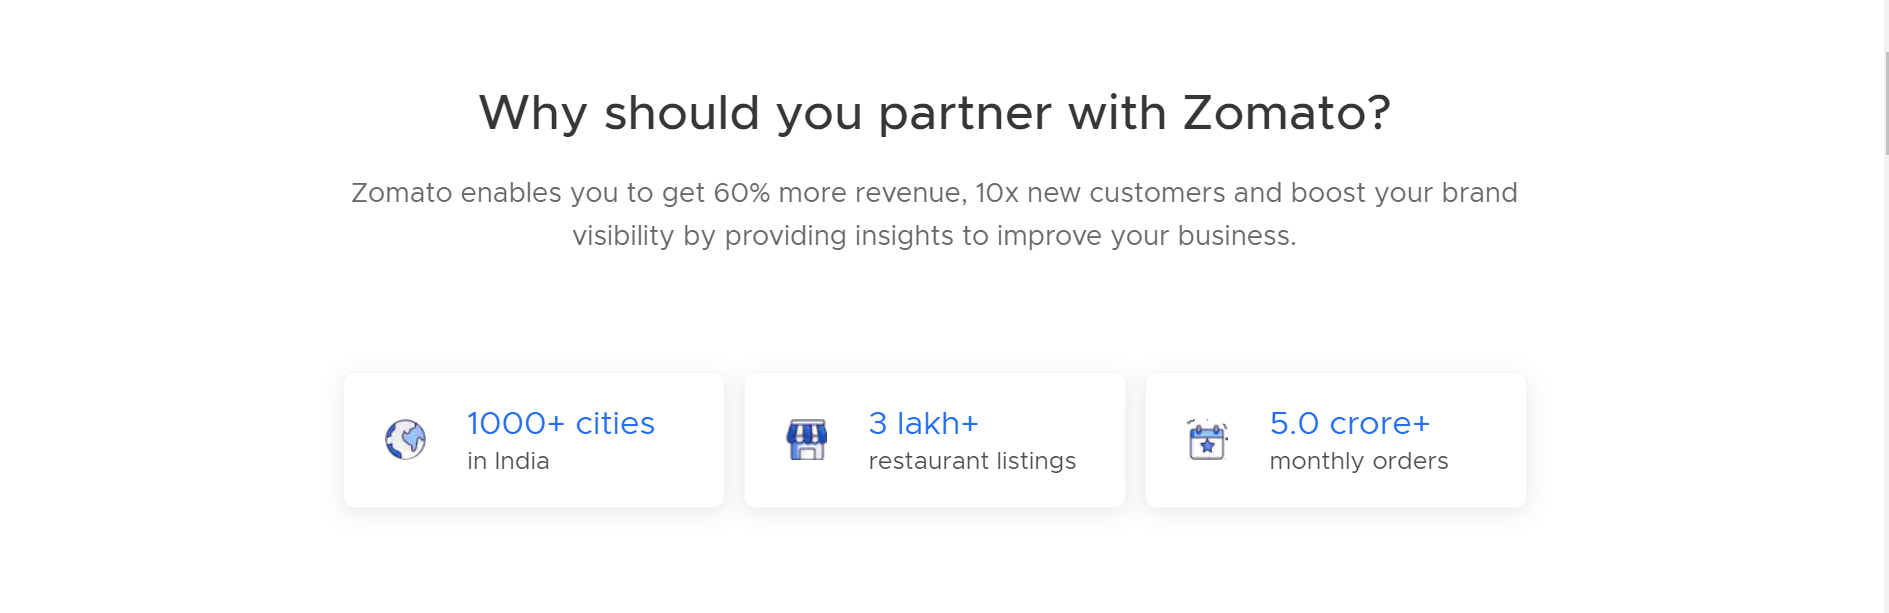 Why should you partner with Zomato?
Zomato enables you to get 60% more revenue, 10x new customers and boost your brand
visibility by providing insights to improve your business.
1000+ cities
in India
3 lakh+
restaurant listings
5.0 crore+
monthly orders